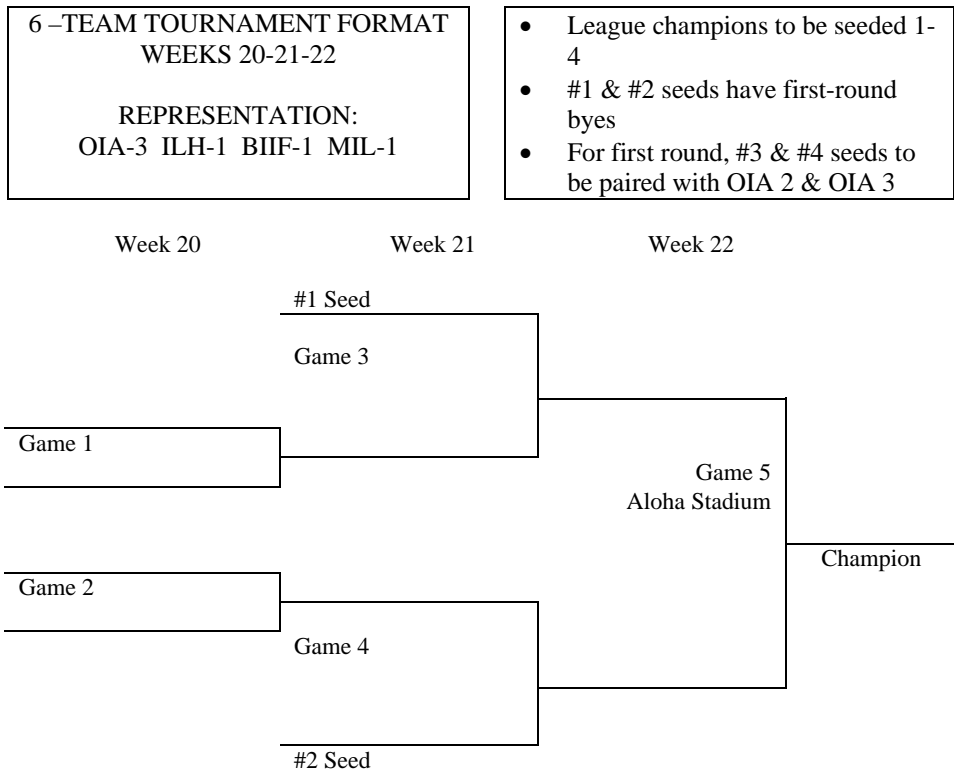 6 –TEAM TOURNAMENT FORMAT
WEEKS 20-21-22
REPRESENTATION:
OIA-3 ILH-1 BIIF-1 MIL-1
• League champions to be seeded 1-
4
• #1 & #2 seeds have first-round
byes
• For first round, #3 & #4 seeds to
be paired with OIA 2 & OIA 3
Week 20 Week 21 Week 22
#1 Seed
Game 3
Game 1
Game 5
Aloha Stadium
Champion
Game 2
Game 4
#2 Seed